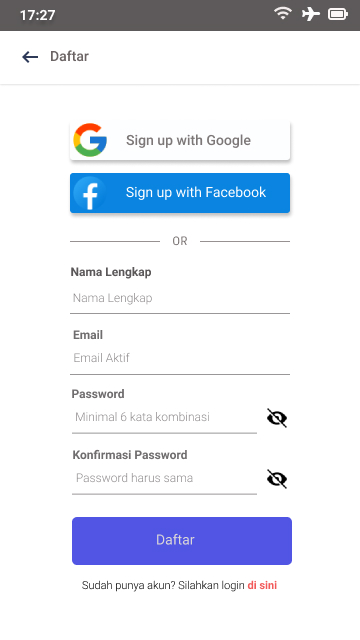 17:27
Daftar
Sign up with Google
Sign up with Facebook
OR
Nama Lengkap
Nama Lengkap
Email
Email Aktif
Password
Minimal 6 kata kombinasi
Konfirmasi Password
Password harus sama
Daftar
Sudah punya akun? Silahkan login di sini